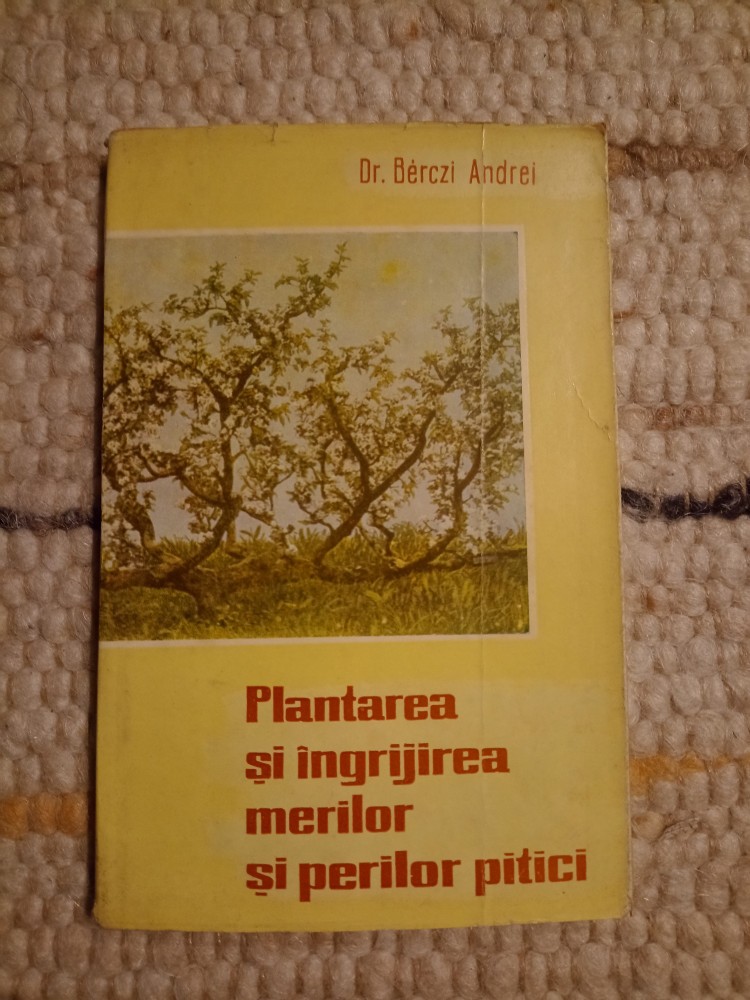 Dr. Bérczi Andrei
Plantarea
și îngrijirea
merilor
și perilor pitici